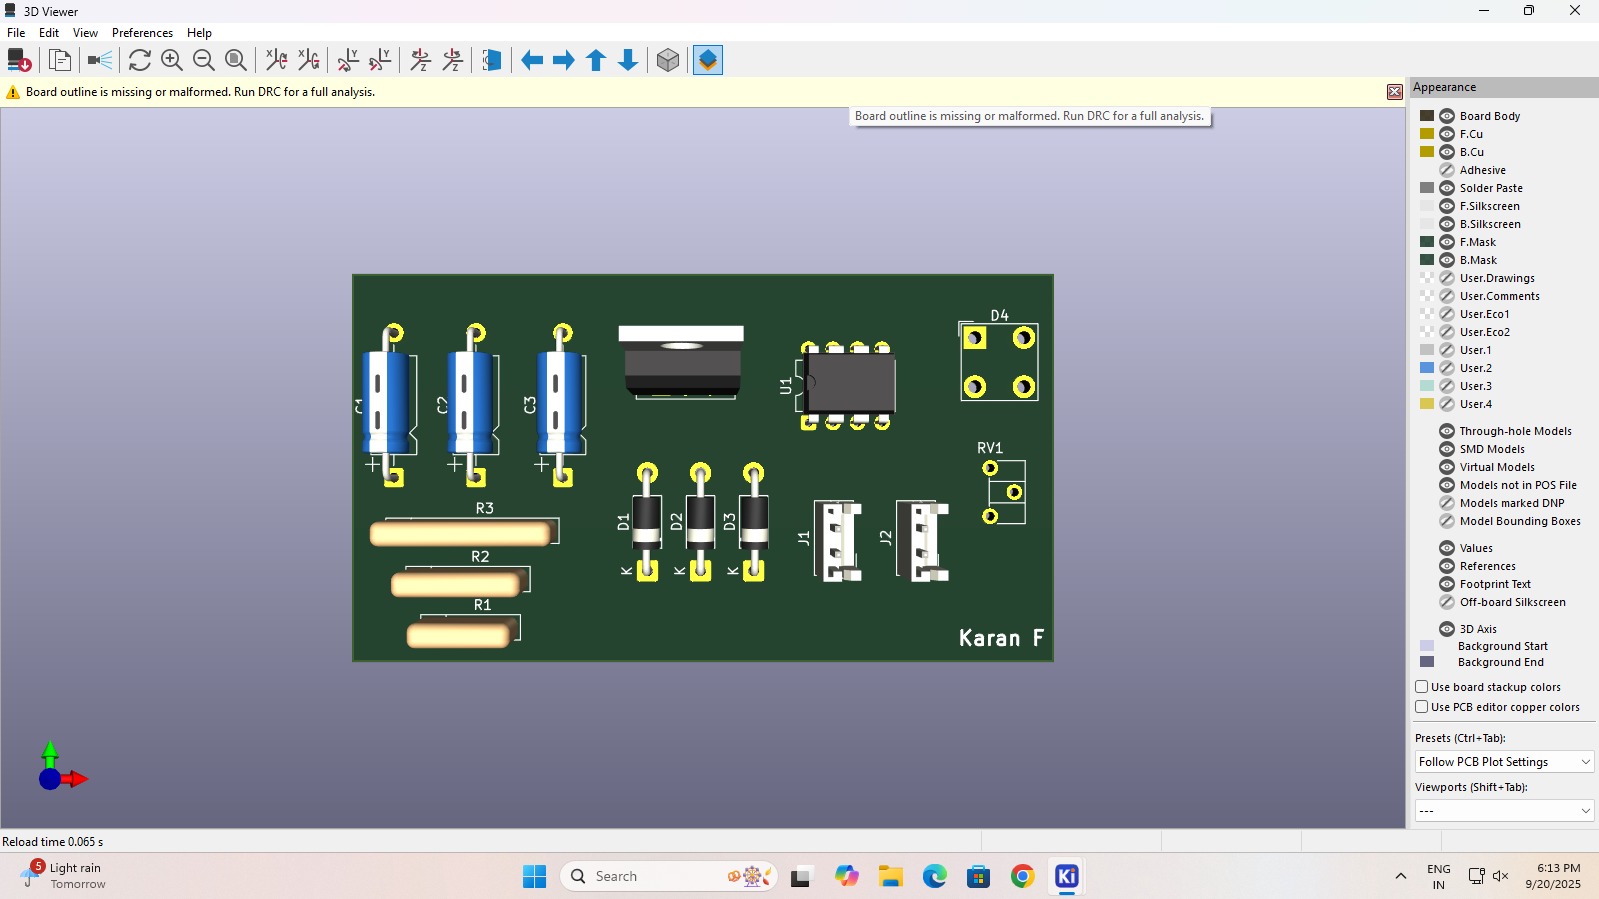 3D Viewer
File Edit View Preferences Help
Board outline is missing or malformed. Run DRC for a full analysis.
Board outline is missing or malformed. Run DRC for a full analysis.
Appearance
Board Body
F.Cu
B.Cu
Adhesive
Solder Paste
F.Silkscreen
B.Silkscreen
F.Mask
B.Mask
User.Drawings
User.Comments
User.Eco1
User.Eco2
User.1
User.2
User.3
User.4
Through-hole Models
SMD Models
Virtual Models
Models not in POS File
Models marked DNP
Model Bounding Boxes
Values
References
Footprint Text
Off-board Silkscreen
3D Axis
Background Start
Background End
Use board stackup colors
Use PCB editor copper colors
Presets (Ctrl+Tab):
Follow PCB Plot Settings
Viewports (Shift+Tab):
---
D4
C1 C2 C3 U1
RV1
R3
D1 D2 D3 J1 J2
R2
K K K
R1
Karan F
Reload time 0.065 s
5
Light rain
Tomorrow
Search
Ki
ENG
IN
6:13 PM
9/20/2025